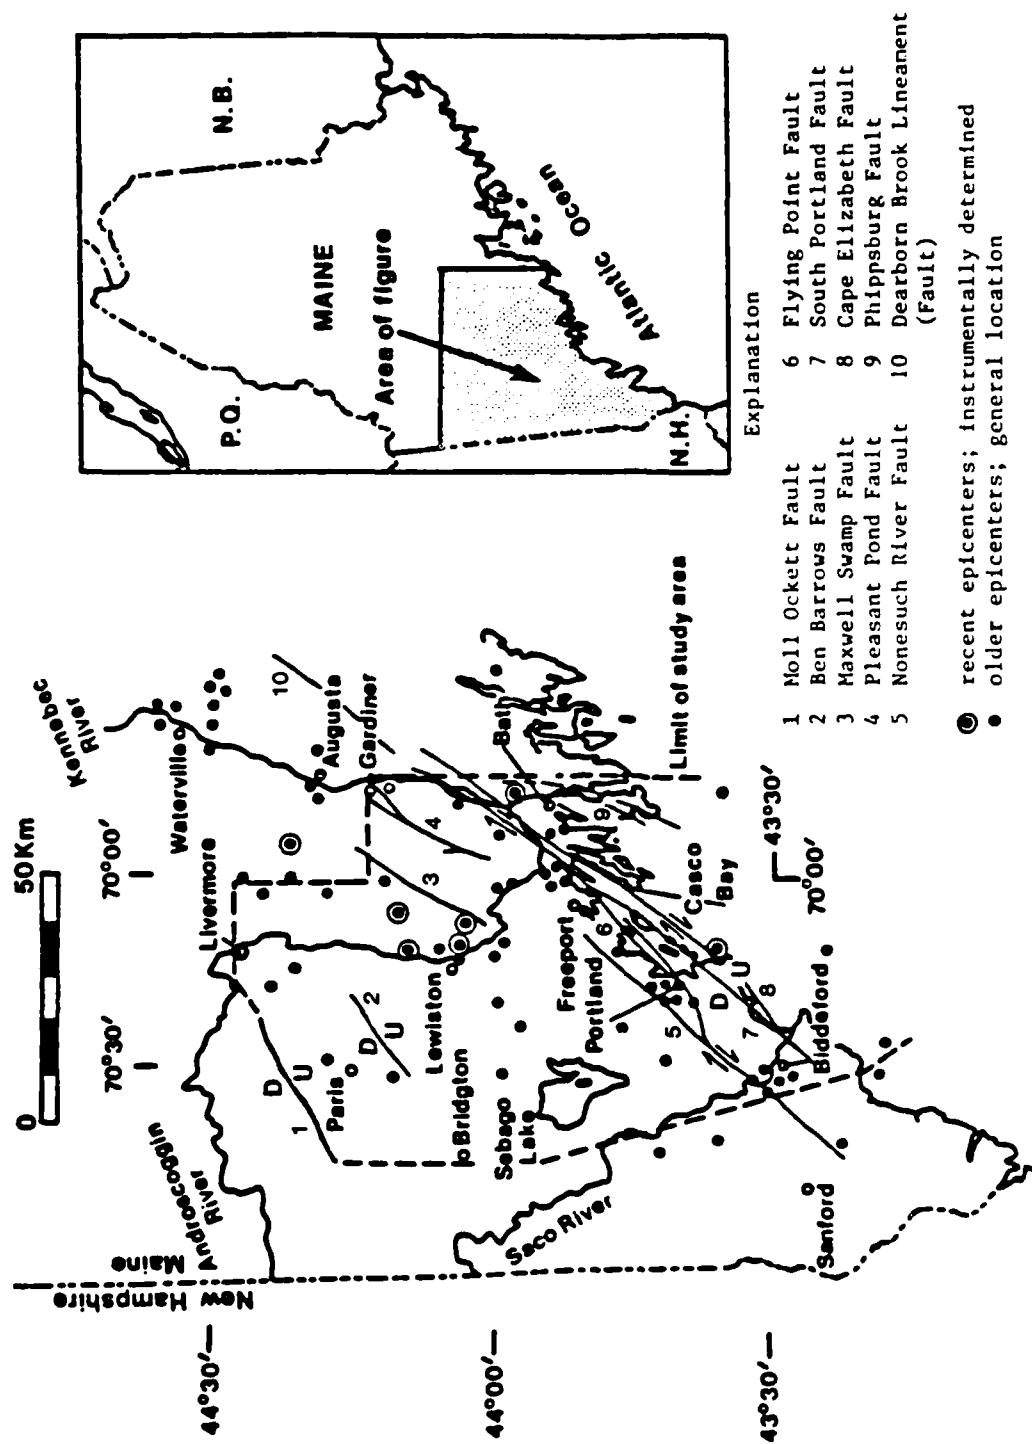 0
50Km
70°30′
70°00′
Kennebec
River
New Hampshire
Maine
Androscoggin
River
Livermore
Waterville
Augusta
Gardiner
10
44°30′
1
D
U
Paris
D
U
2
3
4
Lewiston
Bridgton
44°00′
Sebago
Lake
Saco River
Freeport
Portland
Bath
1
5
6
9
Casco
Bay
Limit of study area
D
U
7
8
Biddeford
Sanford
43°30′
43°30′
70°00′
P.Q.
N.B.
MAINE
Area of figure
N.H.
Atlantic Ocean
Explanation
1 Moll Ockett Fault
2 Ben Barrows Fault
3 Maxwell Swamp Fault
4 Pleasant Pond Fault
5 Nonesuch River Fault
6 Flying Point Fault
7 South Portland Fault
8 Cape Elizabeth Fault
9 Phippsburg Fault
10 Dearborn Brook Lineament
(Fault)
recent epicenters; instrumentally determined
older epicenters; general location